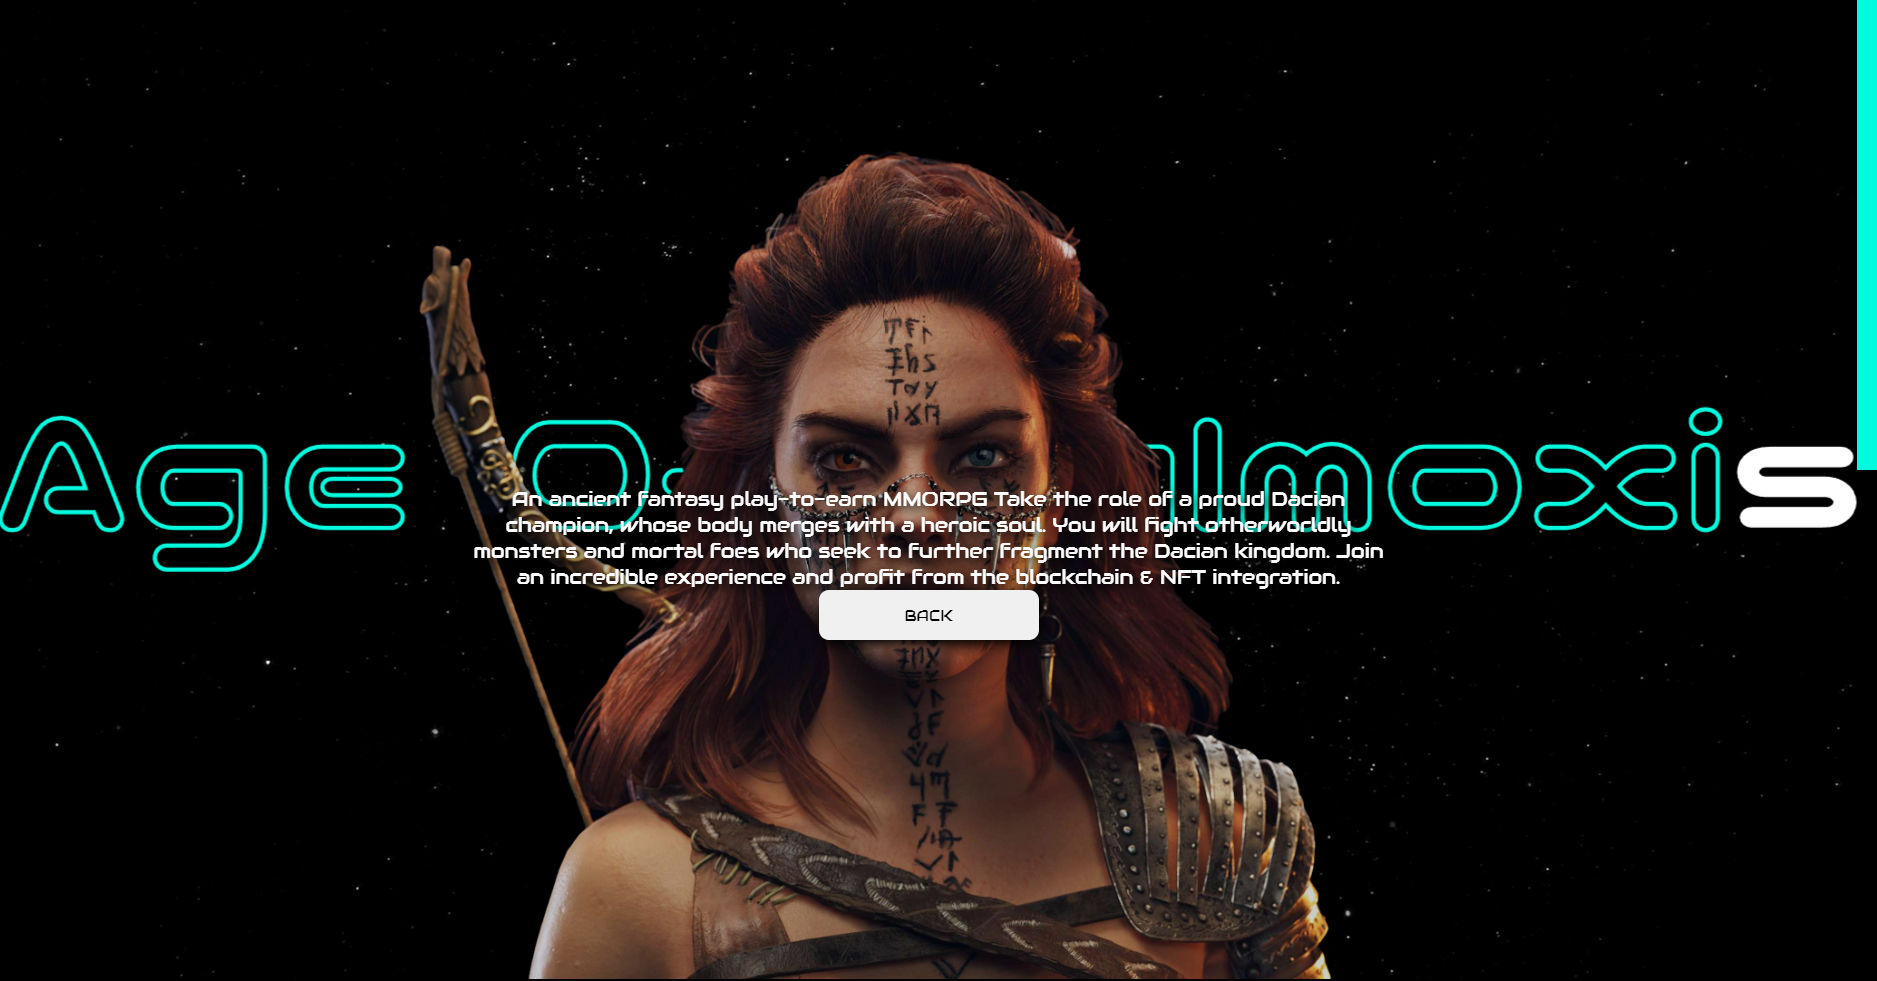 Age O lmoxis
An ancient fantasy play-to-earn MMORPG Take the role of a proud Dacian
champion, whose body merges with a heroic soul. You will fight otherworldly
monsters and mortal foes who seek to further fragment the Dacian kingdom. Join
an incredible experience and profit from the blockchain & NFT integration.
BACK